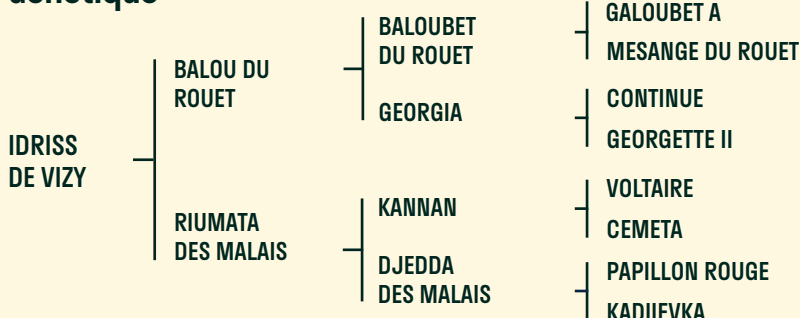 génétique
GALOUBET A
BALOUBET
DU ROUET
MESANGE DU ROUET
BALOU DU
ROUET
CONTINUE
GEORGIA
GEORGETTE II
IDRISS
DE VIZY
VOLTAIRE
KANNAN
RIUMATA
DES MALAIS
CEMETA
DJEDDA
DES MALAIS
PAPILLON ROUGE